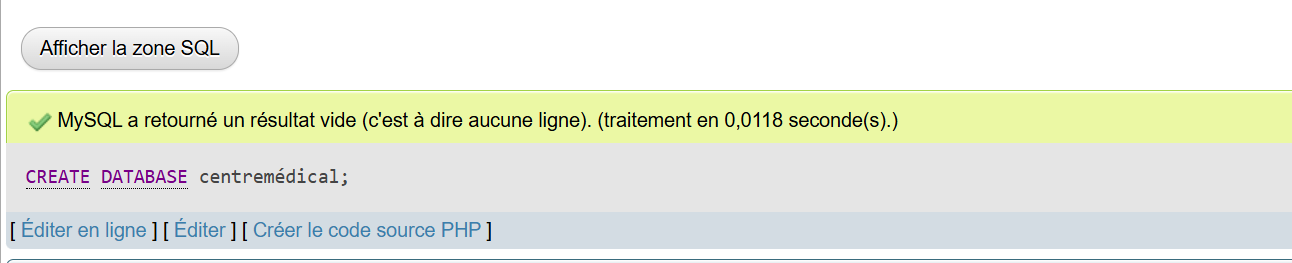 Afficher la zone SQL
MySQL a retourné un résultat vide (c'est à dire aucune ligne). (traitement en 0,0118 seconde(s).)
CREATE DATABASE centremédical;
[ Éditer en ligne ] [ Éditer ] [ Créer le code source PHP ]